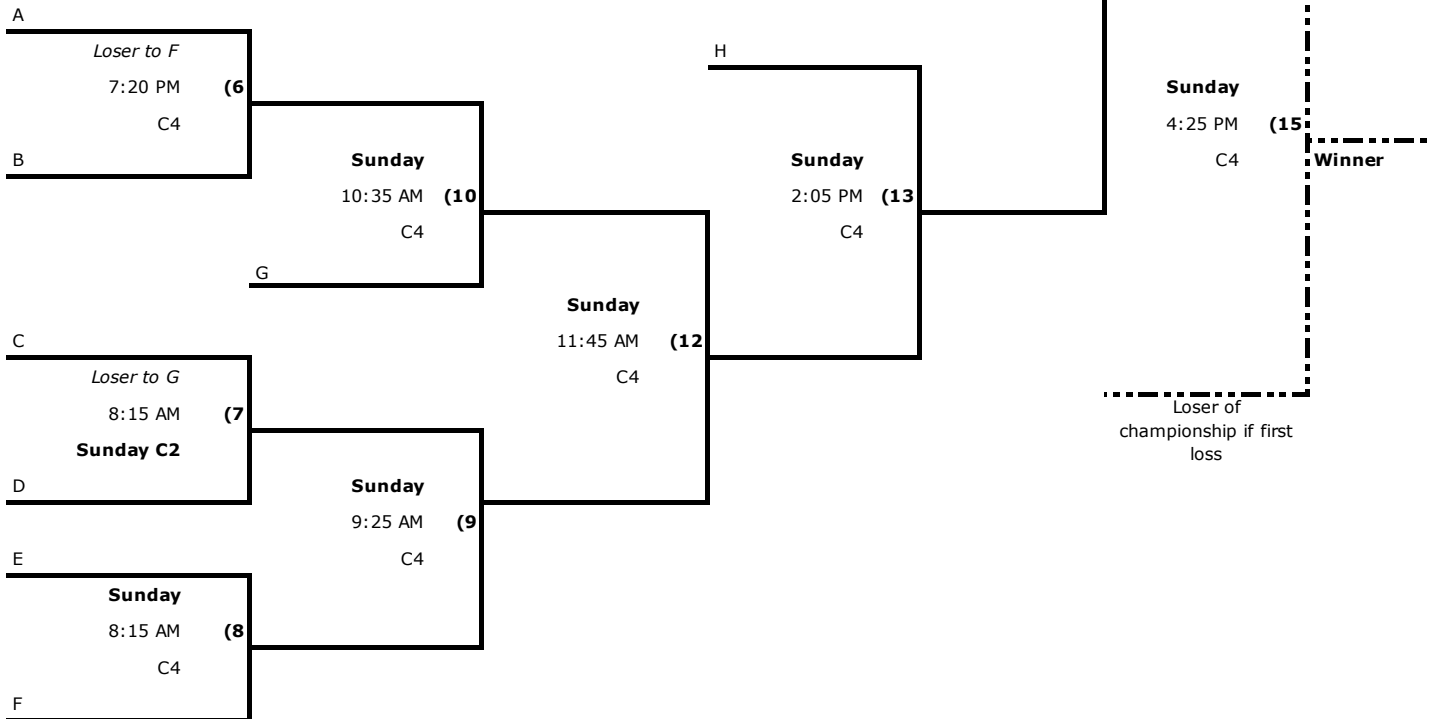 A
Loser to F
7:20 PM (6
C4
B
Sunday
10:35 AM (10
C4
G
C
Loser to G
8:15 AM (7
Sunday C2
D
Sunday
9:25 AM (9
C4
E
Sunday
8:15 AM (8
C4
F
Sunday
11:45 AM (12
C4
H
Sunday
2:05 PM (13
C4
Sunday
4:25 PM (15
C4
Winner
Loser of
championship if first
loss